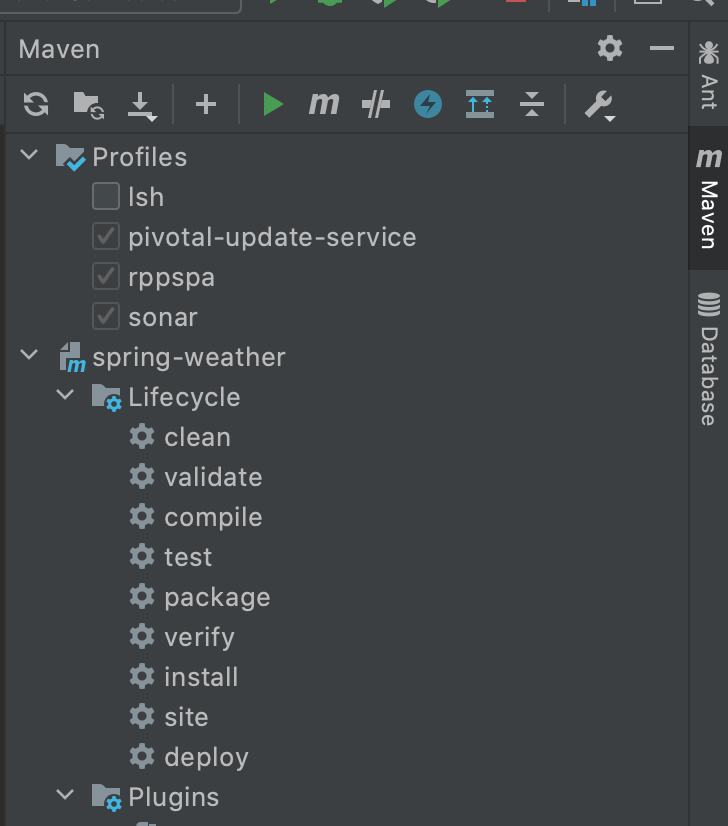 Maven
m
Profiles
lsh
pivotal-update-service
rppspa
sonar
spring-weather
Lifecycle
clean
validate
compile
test
package
verify
install
site
deploy
Plugins
Ant
m
Maven
Database